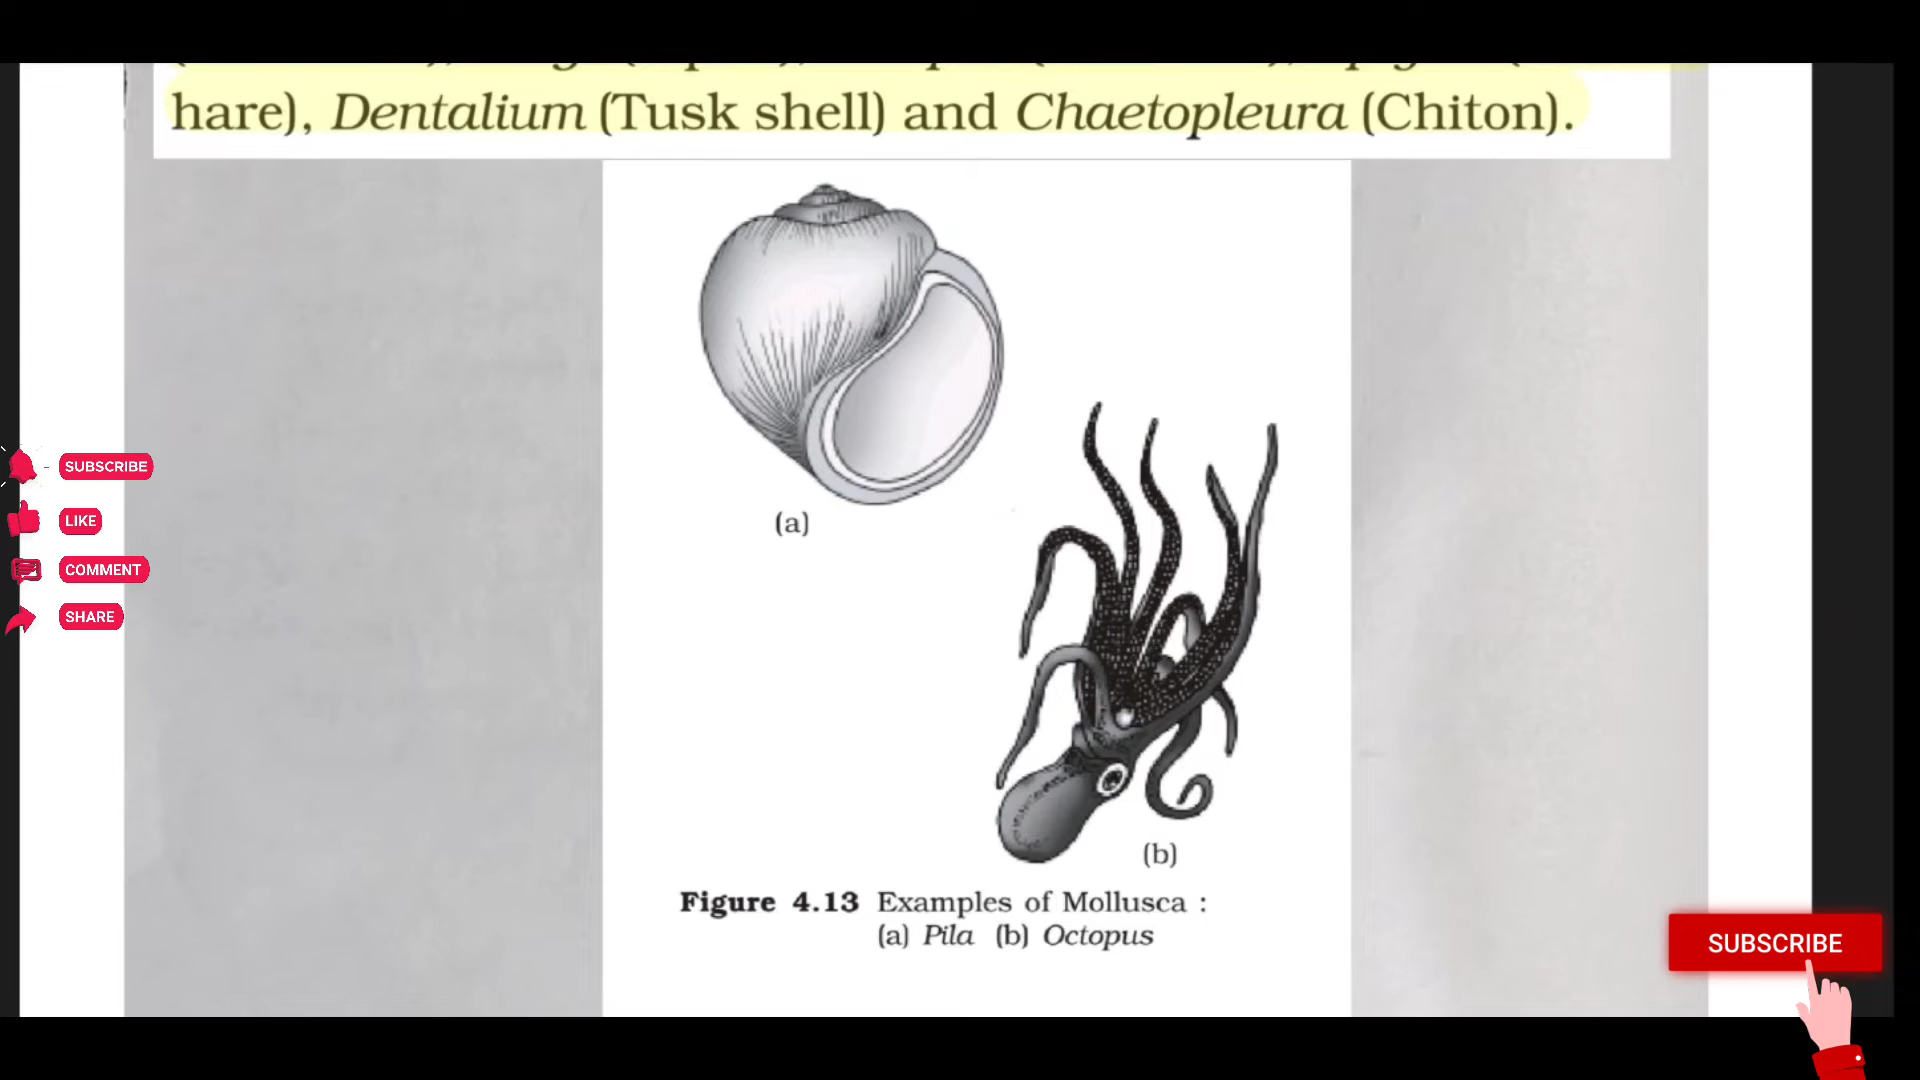 hare), Dentalium (Tusk shell) and Chaetopleura (Chiton).
(a)
SUBSCRIBE
LIKE
COMMENT
SHARE
(b)
Figure 4.13 Examples of Mollusca :
(a) Pila (b) Octopus
SUBSCRIBE